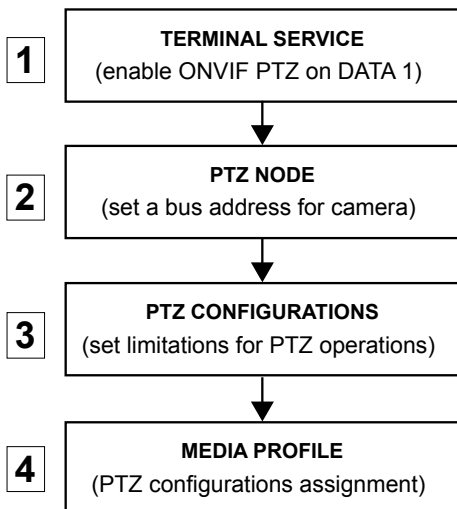 1
TERMINAL SERVICE
(enable ONVIF PTZ on DATA 1)
2
PTZ NODE
(set a bus address for camera)
3
PTZ CONFIGURATIONS
(set limitations for PTZ operations)
4
MEDIA PROFILE
(PTZ configurations assignment)